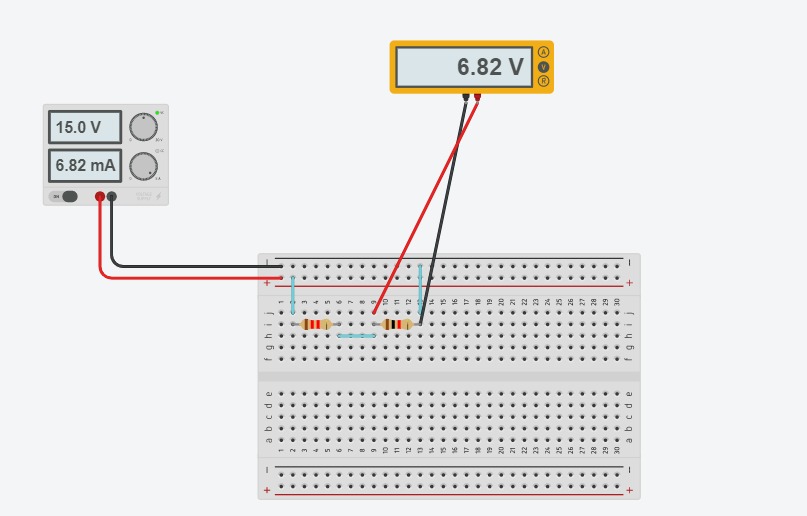 6.82 V
A
V
R
15.0 V
6.82 mA
− −
+ +
1 2 3 4 5 6 7 8 9 10 11 12 13 14 15 16 17 18 19 20 21 22 23 24 25 26 27 28 29 30
j j
i i
h h
g g
f f
e e
d d
c c
b b
a a
1 2 3 4 5 6 7 8 9 10 11 12 13 14 15 16 17 18 19 20 21 22 23 24 25 26 27 28 29 30
− −
+ +